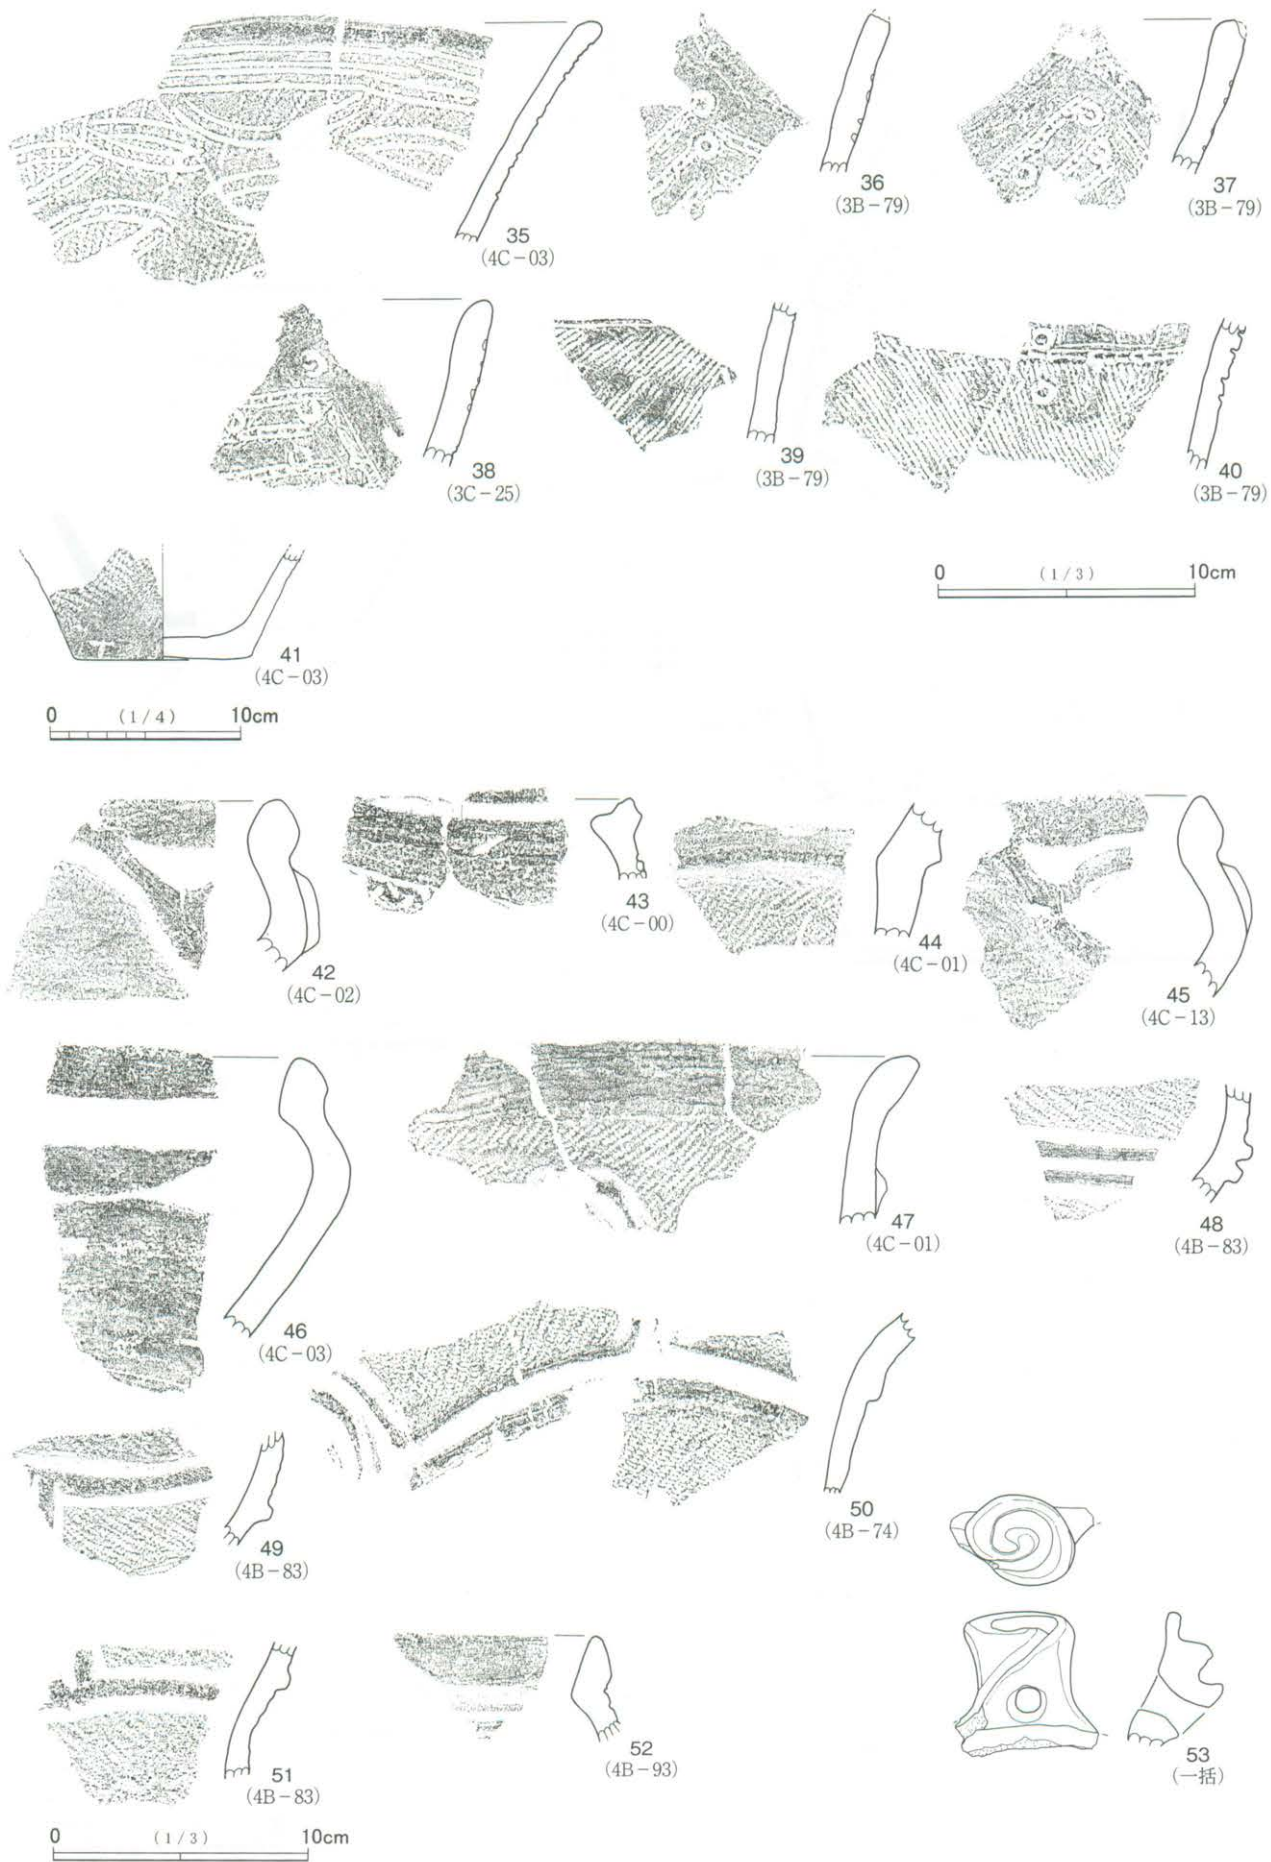 35
(4C-03)
36
(3B-79)
37
(3B-79)
38
(3C-25)
39
(3B-79)
40
(3B-79)
0 (1/3) 10cm
41
(4C-03)
0 (1/4) 10cm
42
(4C-02)
43
(4C-00)
44
(4C-01)
45
(4C-13)
46
(4C-03)
47
(4C-01)
48
(4B-83)
49
(4B-83)
50
(4B-74)
51
(4B-83)
52
(4B-93)
53
(一括)
0 (1/3) 10cm